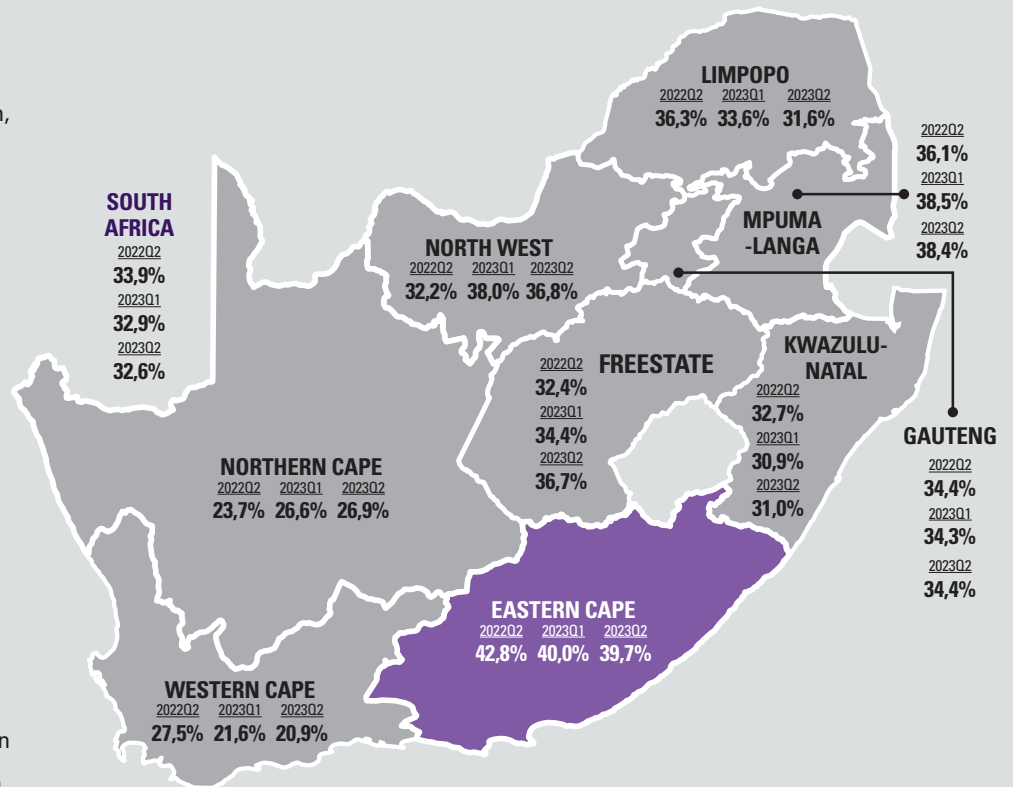 LIMPOPO
2022Q2 2023Q1 2023Q2
36,3% 33,6% 31,6%
2022Q2
36,1%
2023Q1
38,5%
2023Q2
38,4%
SOUTH
AFRICA
2022Q2
33,9%
2023Q1
32,9%
2023Q2
32,6%
MPUMA
-LANGA
NORTH WEST
2022Q2 2023Q1 2023Q2
32,2% 38,0% 36,8%
FREESTATE
2022Q2
32,4%
2023Q1
34,4%
2023Q2
36,7%
KWAZULU-
NATAL
2022Q2
32,7%
2023Q1
30,9%
2023Q2
31,0%
GAUTENG
2022Q2
34,4%
2023Q1
34,3%
2023Q2
34,4%
NORTHERN CAPE
2022Q2 2023Q1 2023Q2
23,7% 26,6% 26,9%
EASTERN CAPE
2022Q2 2023Q1 2023Q2
42,8% 40,0% 39,7%
WESTERN CAPE
2022Q2 2023Q1 2023Q2
27,5% 21,6% 20,9%